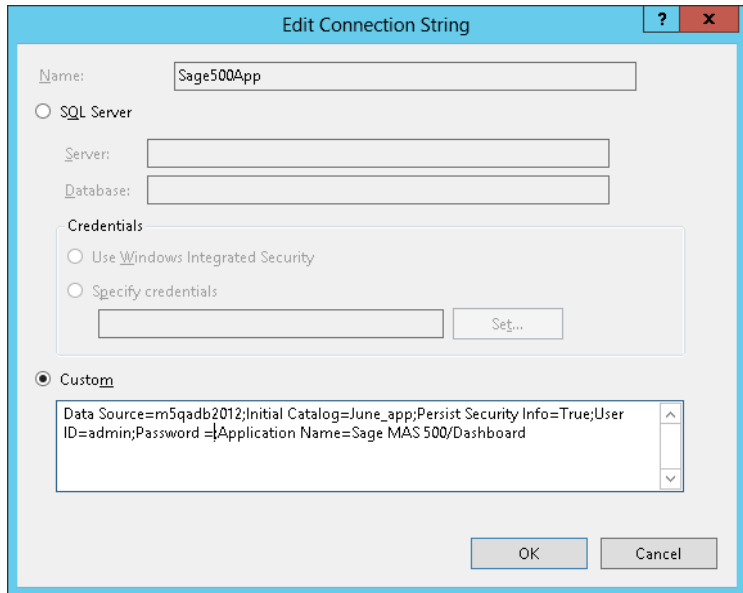 Edit Connection String
? x
Name: Sage500App
SQL Server
Server:
Database:
Credentials
Use Windows Integrated Security
Specify credentials
Set...
Custom
Data Source=m5qadb2012;Initial Catalog=June_app;Persist Security Info=True;User
ID=admin;Password =;Application Name=Sage MAS 500/Dashboard
OK Cancel